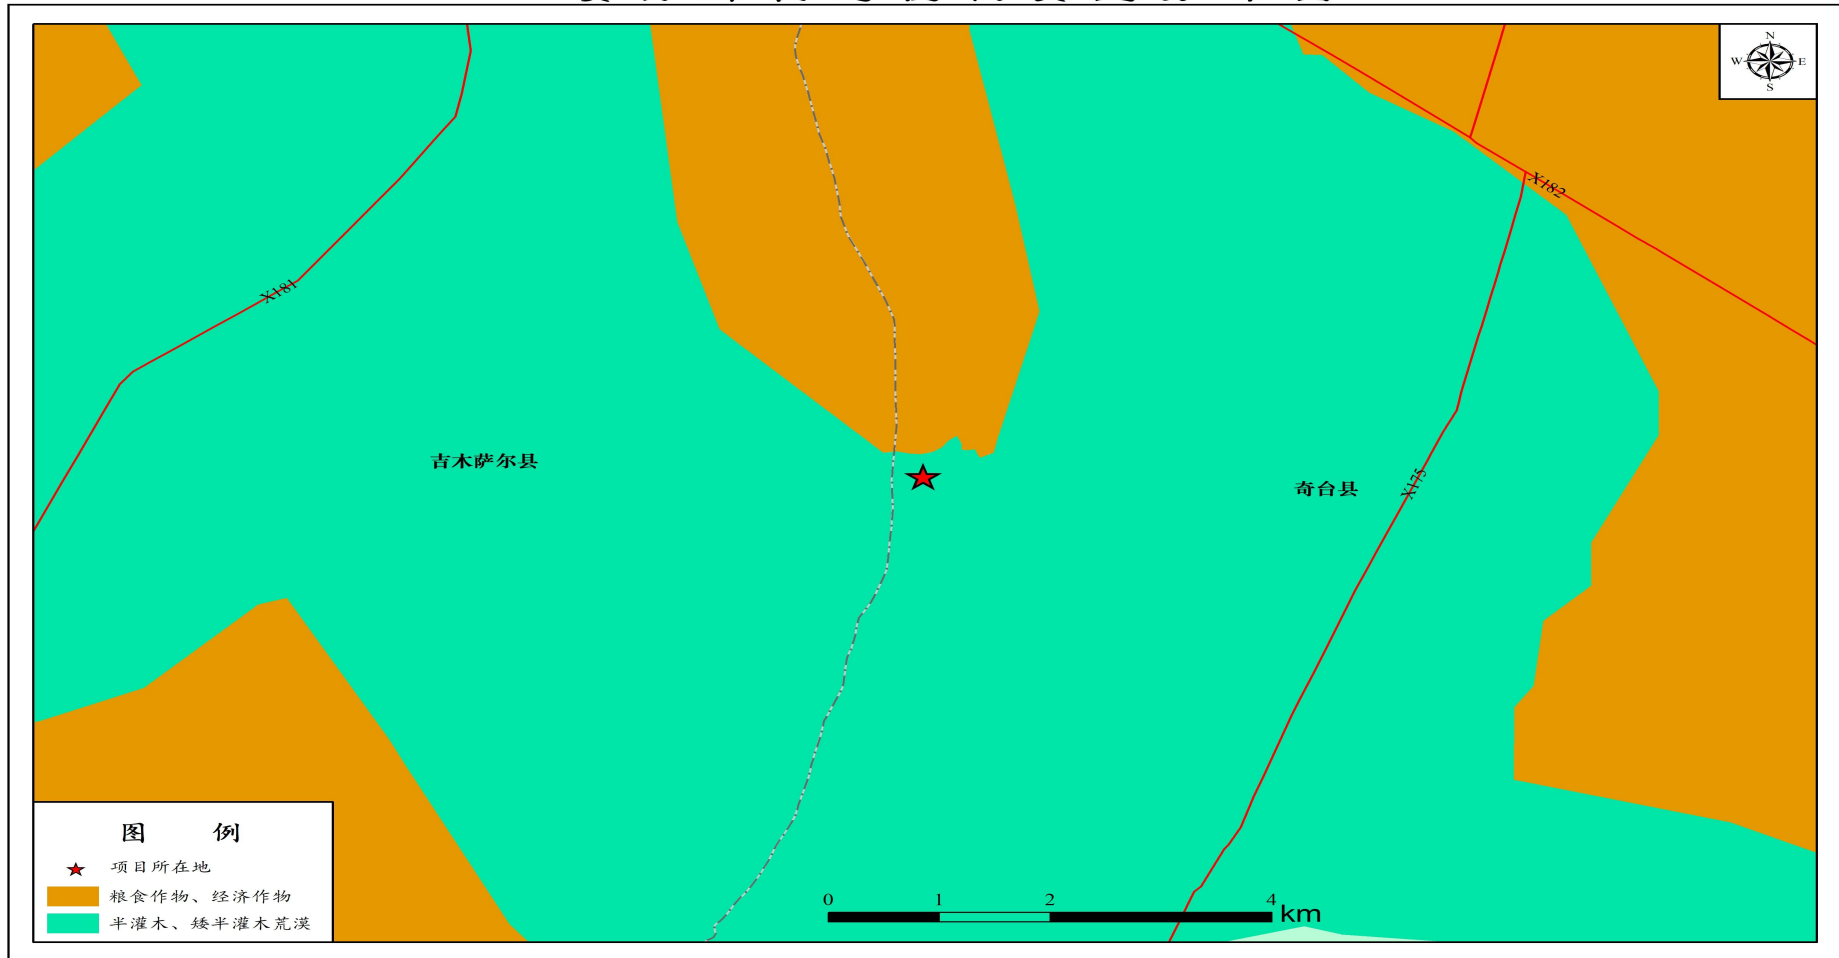 N
W E
S
X182
X181
吉木萨尔县
奇台县
X175
图 例
项目所在地
粮食作物、经济作物
半灌木、矮半灌木荒漠
0 1 2 4 km